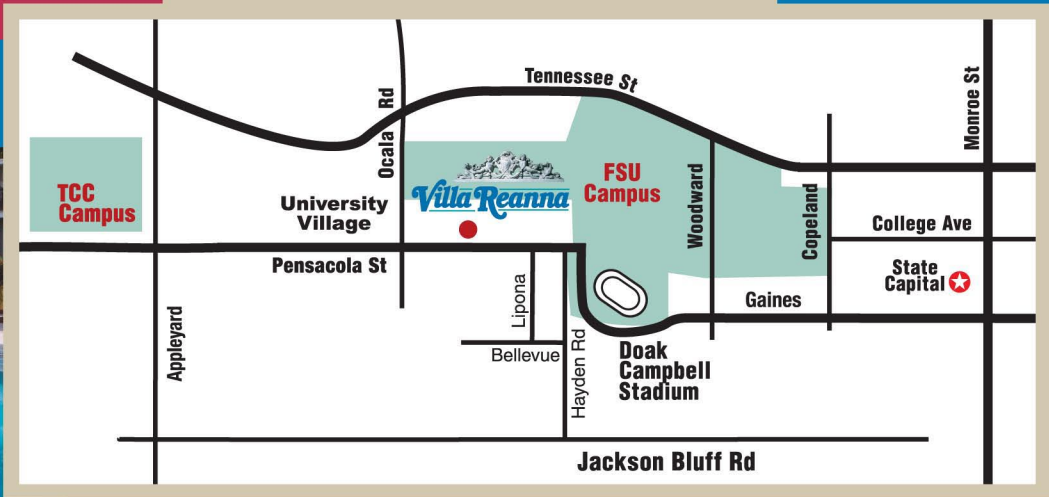 Tennessee St
Ocala Rd
Monroe St
TCC
Campus
University
Village
Villa Reanna
FSU
Campus
Woodward
Copeland
College Ave
State
Capital
Pensacola St
Gaines
Lipona
Bellevue
Hayden Rd
Appleyard
Doak
Campbell
Stadium
Jackson Bluff Rd